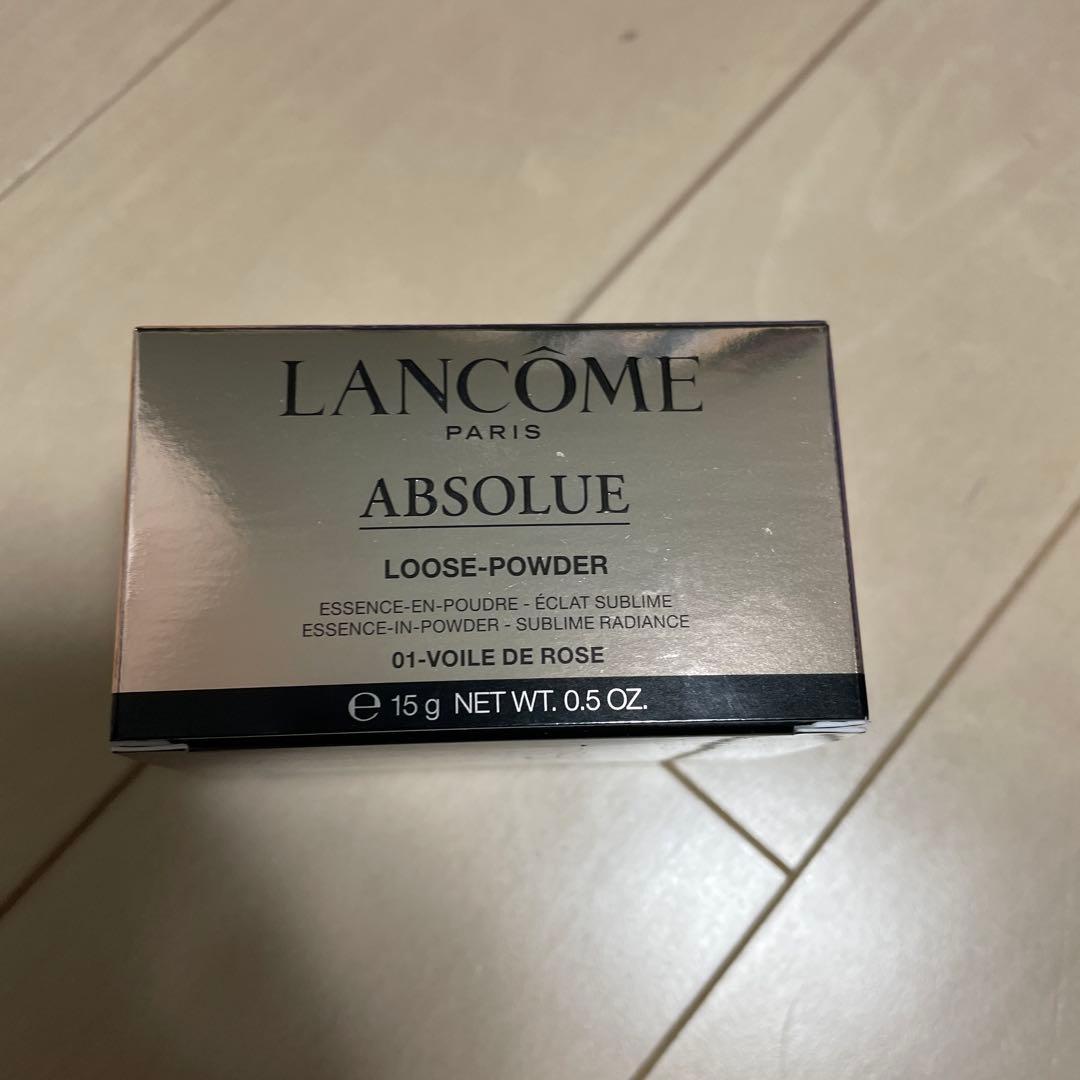 LANCÔME
PARIS
ABSOLUE
LOOSE-POWDER
ESSENCE-EN-POUDRE - ÉCLAT SUBLIME
ESSENCE-IN-POWDER - SUBLIME RADIANCE
01-VOILE DE ROSE
℮ 15 g NET WT. 0.5 OZ.